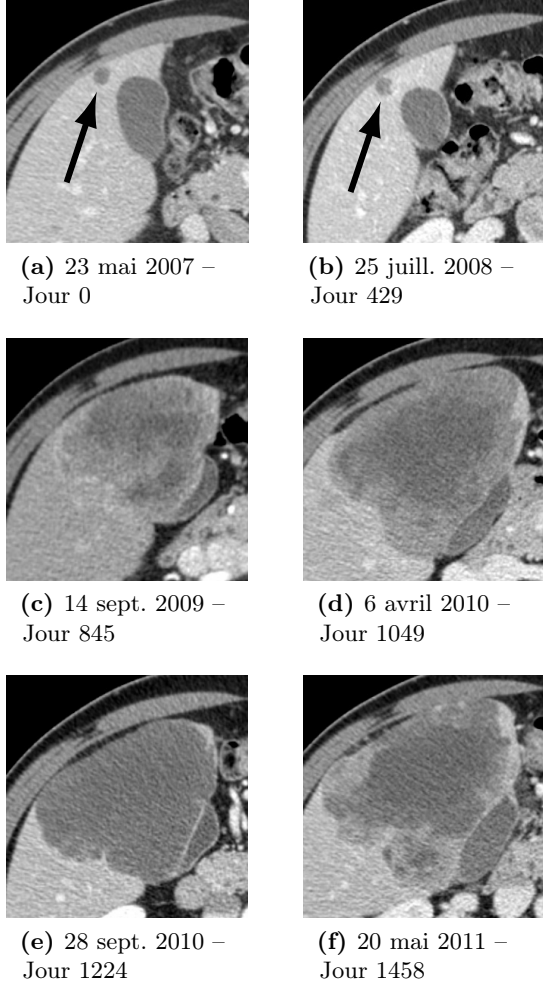 (a) 23 mai 2007 –
Jour 0
(b) 25 juill. 2008 –
Jour 429
(c) 14 sept. 2009 –
Jour 845
(d) 6 avril 2010 –
Jour 1049
(e) 28 sept. 2010 –
Jour 1224
(f) 20 mai 2011 –
Jour 1458